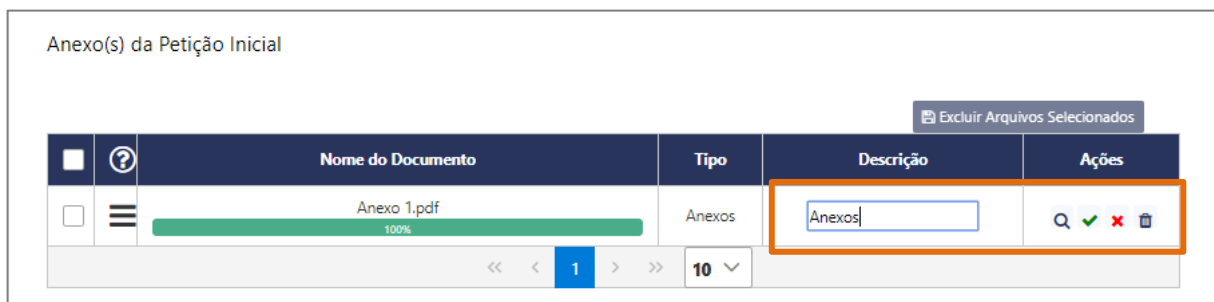 Anexo(s) da Petição Inicial
Excluir Arquivos Selecionados
Nome do Documento Tipo Descrição Ações
Anexo 1.pdf Anexos Anexos
100%
<< < 1 > >> 10